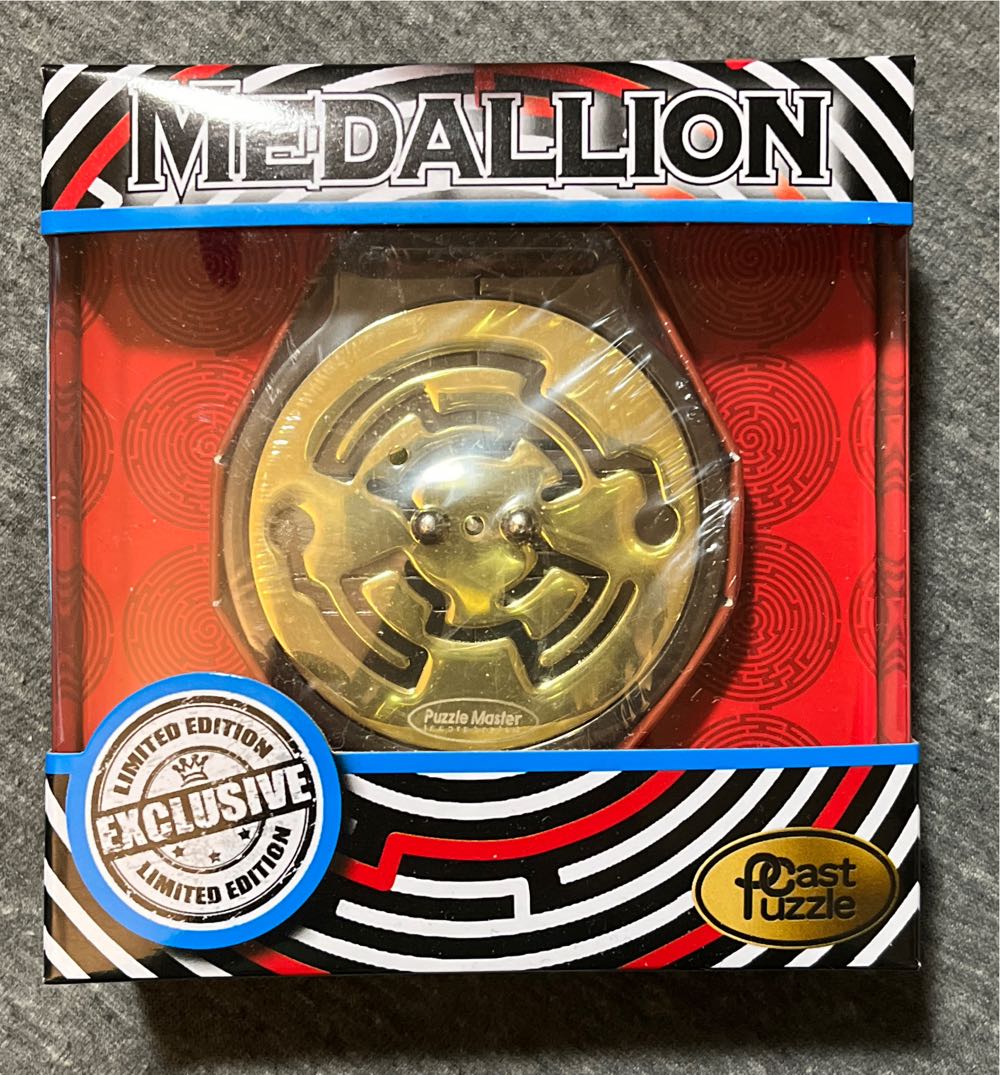 MEDALLION
Puzzle Master
LIMITED EDITION
EXCLUSIVE
LIMITED EDITION
Cast
Puzzle